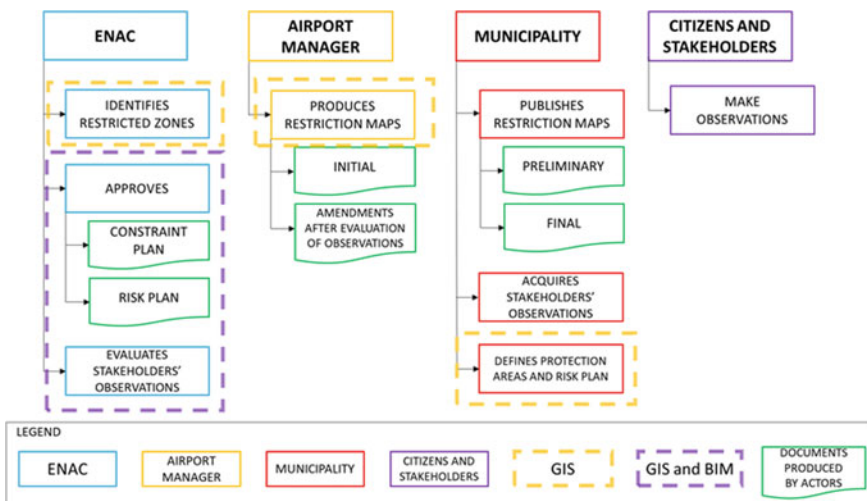 ENAC
AIRPORT
MANAGER
MUNICIPALITY
CITIZENS AND
STAKEHOLDERS
IDENTIFIES
RESTRICTED ZONES
APPROVES
CONSTRAINT
PLAN
RISK PLAN
EVALUATES
STAKEHOLDERS'
OBSERVATIONS
PRODUCES
RESTRICTION MAPS
INITIAL
AMENDMENTS
AFTER EVALUATION
OF OBSERVATIONS
PUBLISHES
RESTRICTION MAPS
PRELIMINARY
FINAL
ACQUIRES
STAKEHOLDERS'
OBSERVATIONS
DEFINES PROTECTION
AREAS AND RISK PLAN
MAKE
OBSERVATIONS
LEGEND
ENAC
AIRPORT
MANAGER
MUNICIPALITY
CITIZENS AND
STAKEHOLDERS
GIS
GIS and BIM
DOCUMENTS
PRODUCED
BY ACTORS